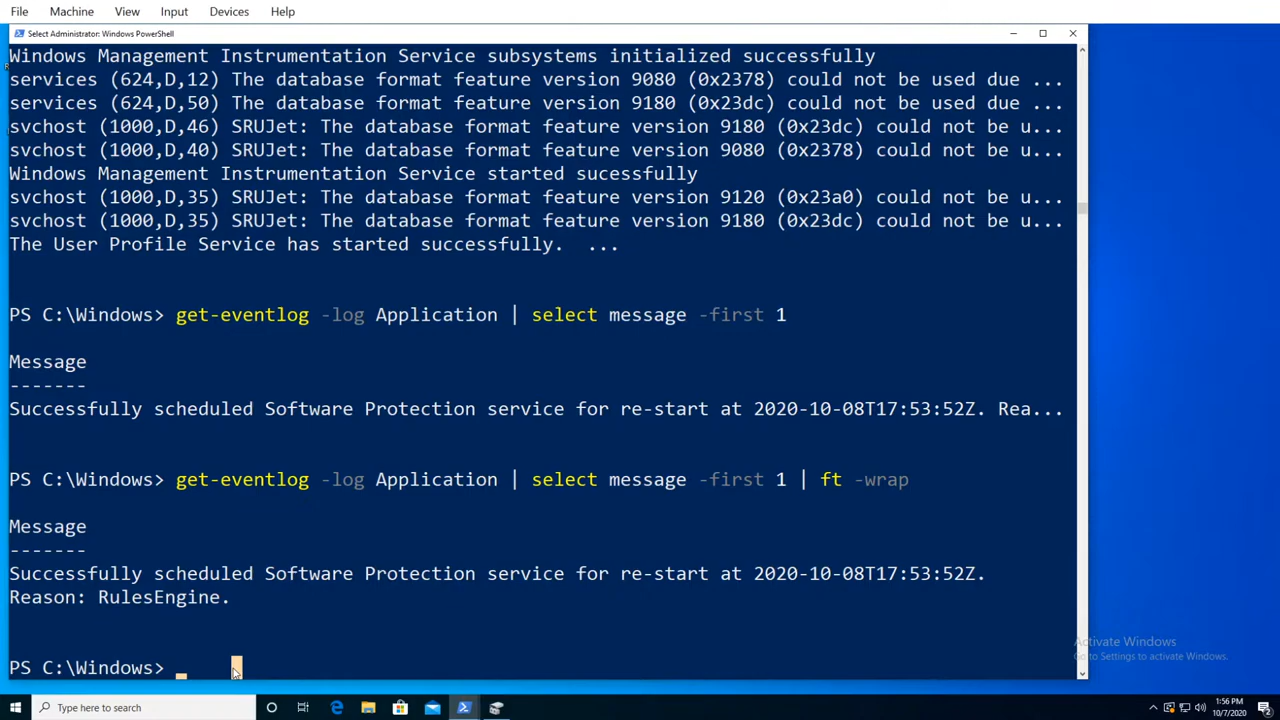 File Machine View Input Devices Help
Select Administrator: Windows PowerShell
Windows Management Instrumentation Service subsystems initialized successfully
services (624,D,12) The database format feature version 9080 (0x2378) could not be used due ...
services (624,D,50) The database format feature version 9180 (0x23dc) could not be used due ...
svchost (1000,D,46) SRUJet: The database format feature version 9180 (0x23dc) could not be u...
svchost (1000,D,40) SRUJet: The database format feature version 9080 (0x2378) could not be u...
Windows Management Instrumentation Service started sucessfully
svchost (1000,D,35) SRUJet: The database format feature version 9120 (0x23a0) could not be u...
svchost (1000,D,35) SRUJet: The database format feature version 9180 (0x23dc) could not be u...
The User Profile Service has started successfully.  ...
PS C:\Windows> get-eventlog -log Application | select message -first 1
Message
-------
Successfully scheduled Software Protection service for re-start at 2020-10-08T17:53:52Z. Rea...
PS C:\Windows> get-eventlog -log Application | select message -first 1 | ft -wrap
Message
-------
Successfully scheduled Software Protection service for re-start at 2020-10-08T17:53:52Z.
Reason: RulesEngine.
PS C:\Windows>
Activate Windows
Go to Settings to activate Windows.
Type here to search
1:56 PM
10/7/2020
2